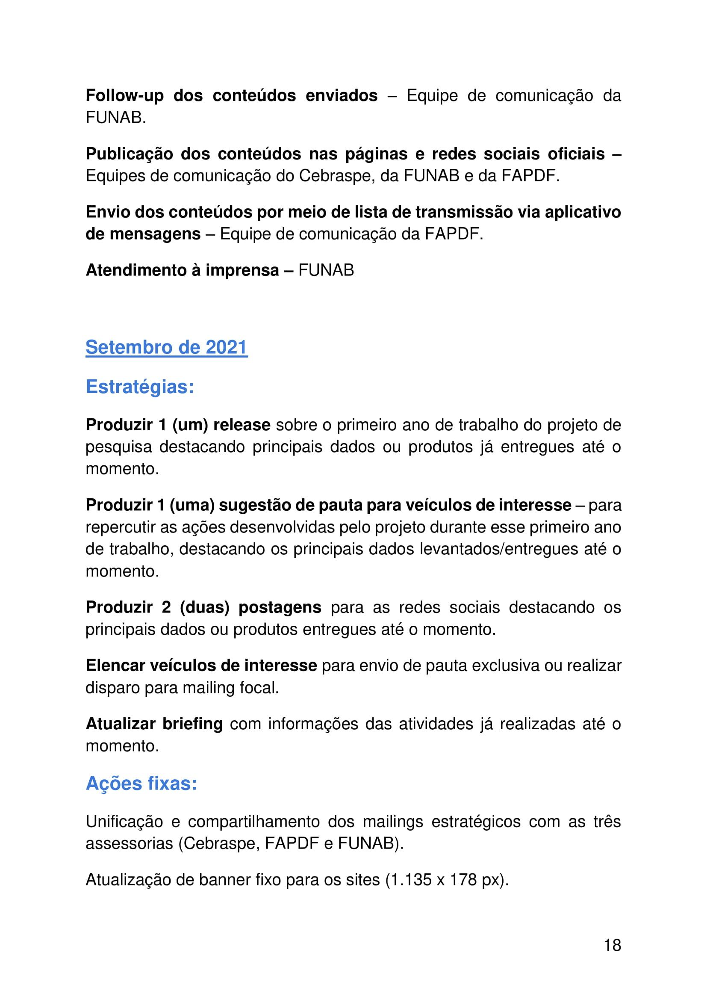 Follow-up dos conteúdos enviados – Equipe de comunicação da
FUNAB.
Publicação dos conteúdos nas páginas e redes sociais oficiais –
Equipes de comunicação do Cebraspe, da FUNAB e da FAPDF.
Envio dos conteúdos por meio de lista de transmissão via aplicativo
de mensagens – Equipe de comunicação da FAPDF.
Atendimento à imprensa – FUNAB
Setembro de 2021
Estratégias:
Produzir 1 (um) release sobre o primeiro ano de trabalho do projeto de
pesquisa destacando principais dados ou produtos já entregues até o
momento.
Produzir 1 (uma) sugestão de pauta para veículos de interesse – para
repercutir as ações desenvolvidas pelo projeto durante esse primeiro ano
de trabalho, destacando os principais dados levantados/entregues até o
momento.
Produzir 2 (duas) postagens para as redes sociais destacando os
principais dados ou produtos entregues até o momento.
Elencar veículos de interesse para envio de pauta exclusiva ou realizar
disparo para mailing focal.
Atualizar briefing com informações das atividades já realizadas até o
momento.
Ações fixas:
Unificação e compartilhamento dos mailings estratégicos com as três
assessorias (Cebraspe, FAPDF e FUNAB).
Atualização de banner fixo para os sites (1.135 x 178 px).
18